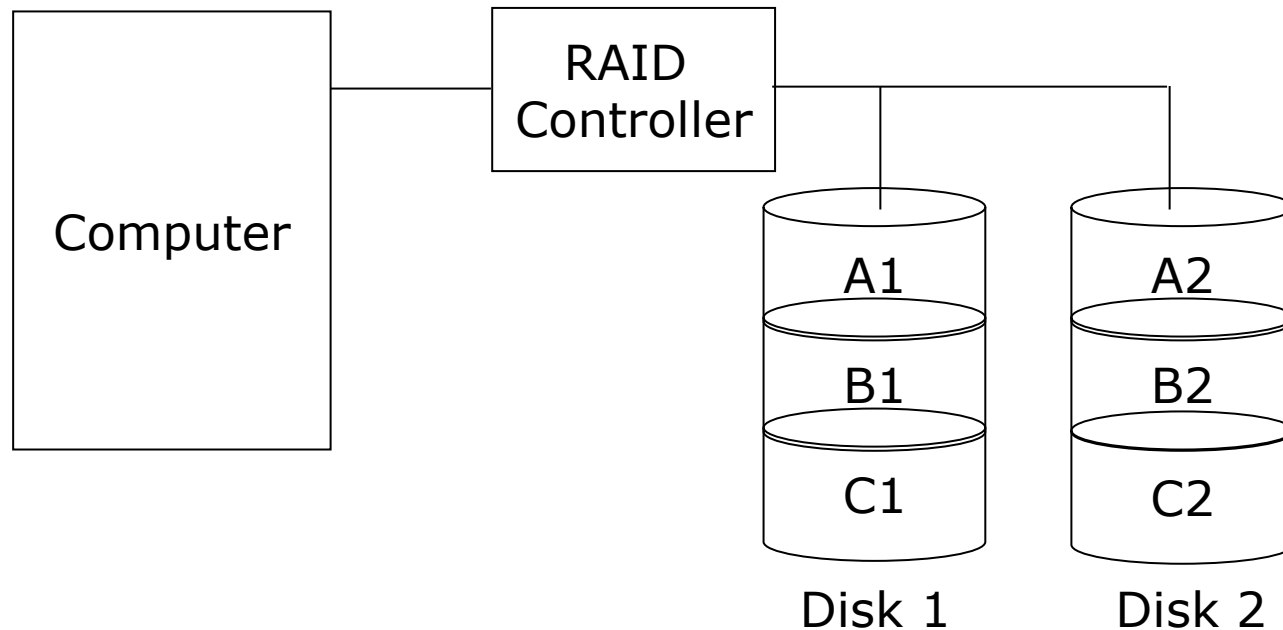 RAID
Controller
Computer
A1
A2
B1
B2
C1
C2
Disk 1
Disk 2